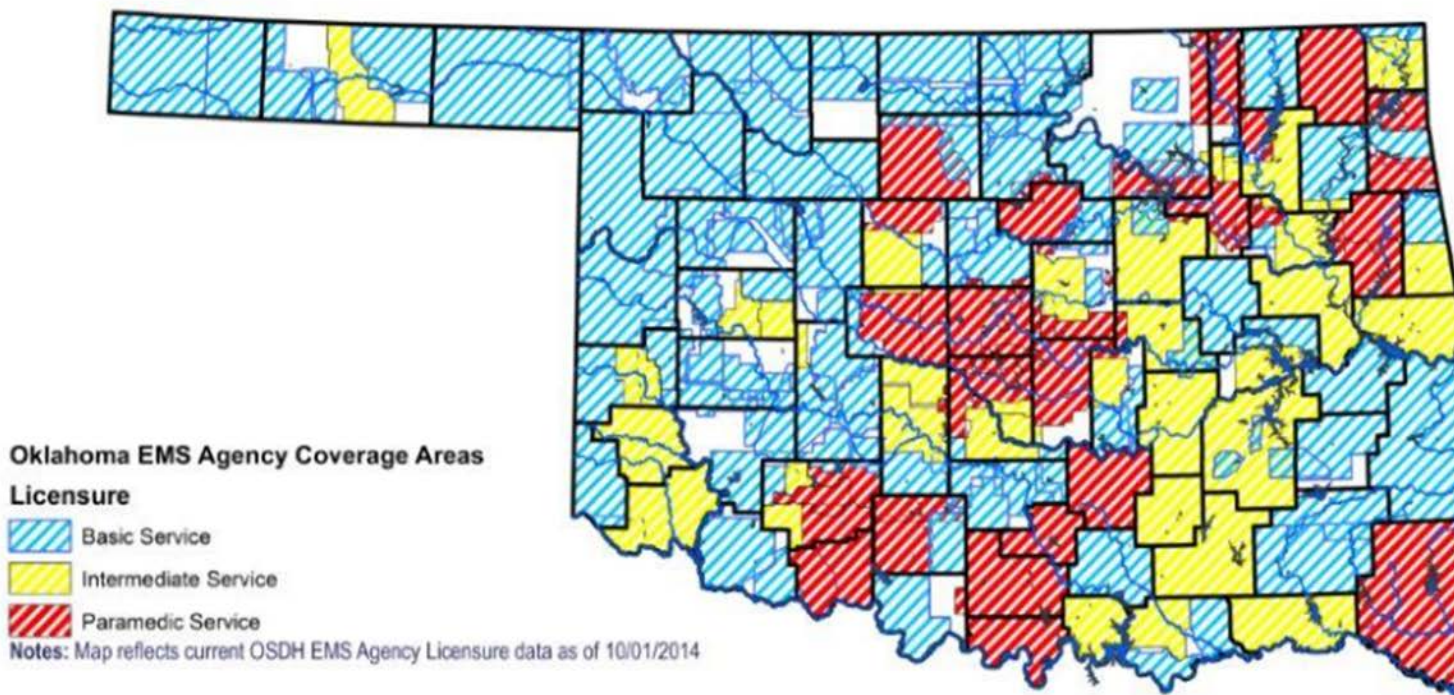 Oklahoma EMS Agency Coverage Areas
Licensure
Basic Service
Intermediate Service
Paramedic Service
Notes: Map reflects current OSDH EMS Agency Licensure data as of 10/01/2014